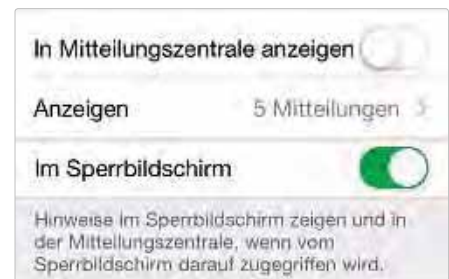 In Mitteilungszentrale anzeigen
Anzeigen 5 Mitteilungen
Im Sperrbildschirm
Hinweise im Sperrbildschirm zeigen und in
der Mitteilungszentrale, wenn vom
Sperrbildschirm darauf zugegriffen wird.